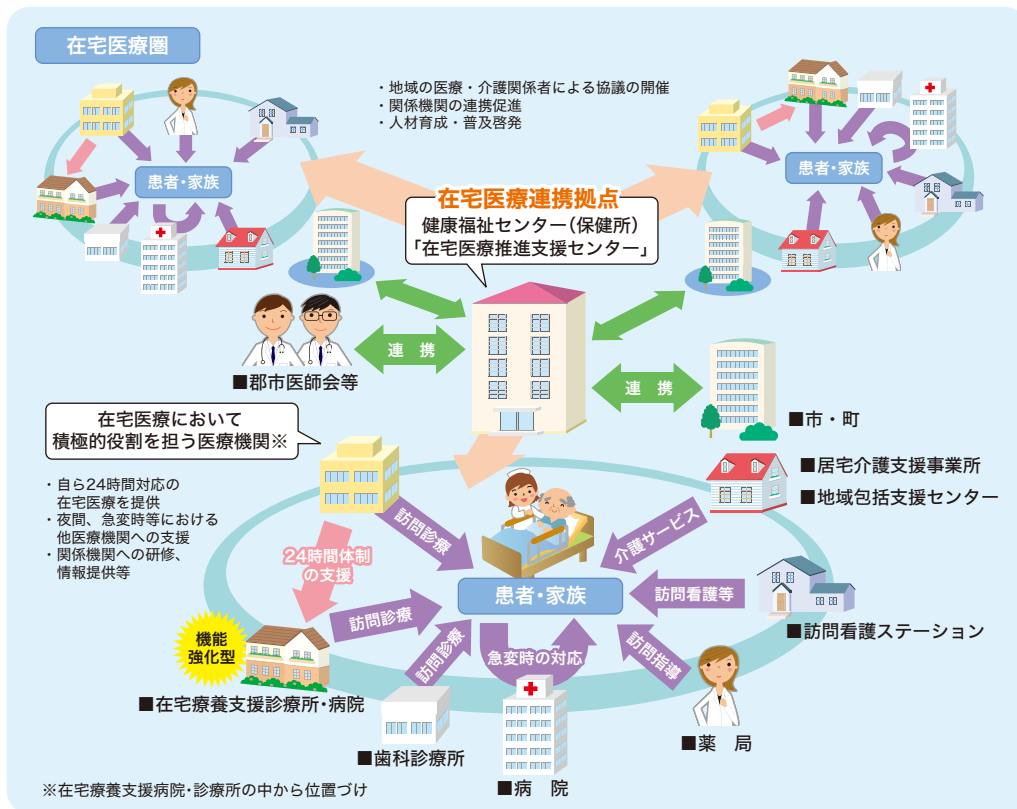 在宅医療圏
・地域の医療・介護関係者による協議の開催
・関係機関の連携促進
・人材育成・普及啓発
患者・家族
患者・家族
在宅医療連携拠点
健康福祉センター（保健所）
「在宅医療推進支援センター」
連　携
■郡市医師会等
連　携
■市・町
在宅医療において
積極的役割を担う医療機関※
・自ら24時間対応の
在宅医療を提供
・夜間、急変時等における
他医療機関への支援
・関係機関への研修、
情報提供等
■居宅介護支援事業所
■地域包括支援センター
訪問診療
介護サービス
24時間体制
の支援
患者・家族
訪問看護等
訪問診療
機能
強化型
訪問診療
急変時の対応
訪問指導
■訪問看護ステーション
■在宅療養支援診療所・病院
■歯科診療所
■病　院
■薬　局
※在宅療養支援病院・診療所の中から位置づけ